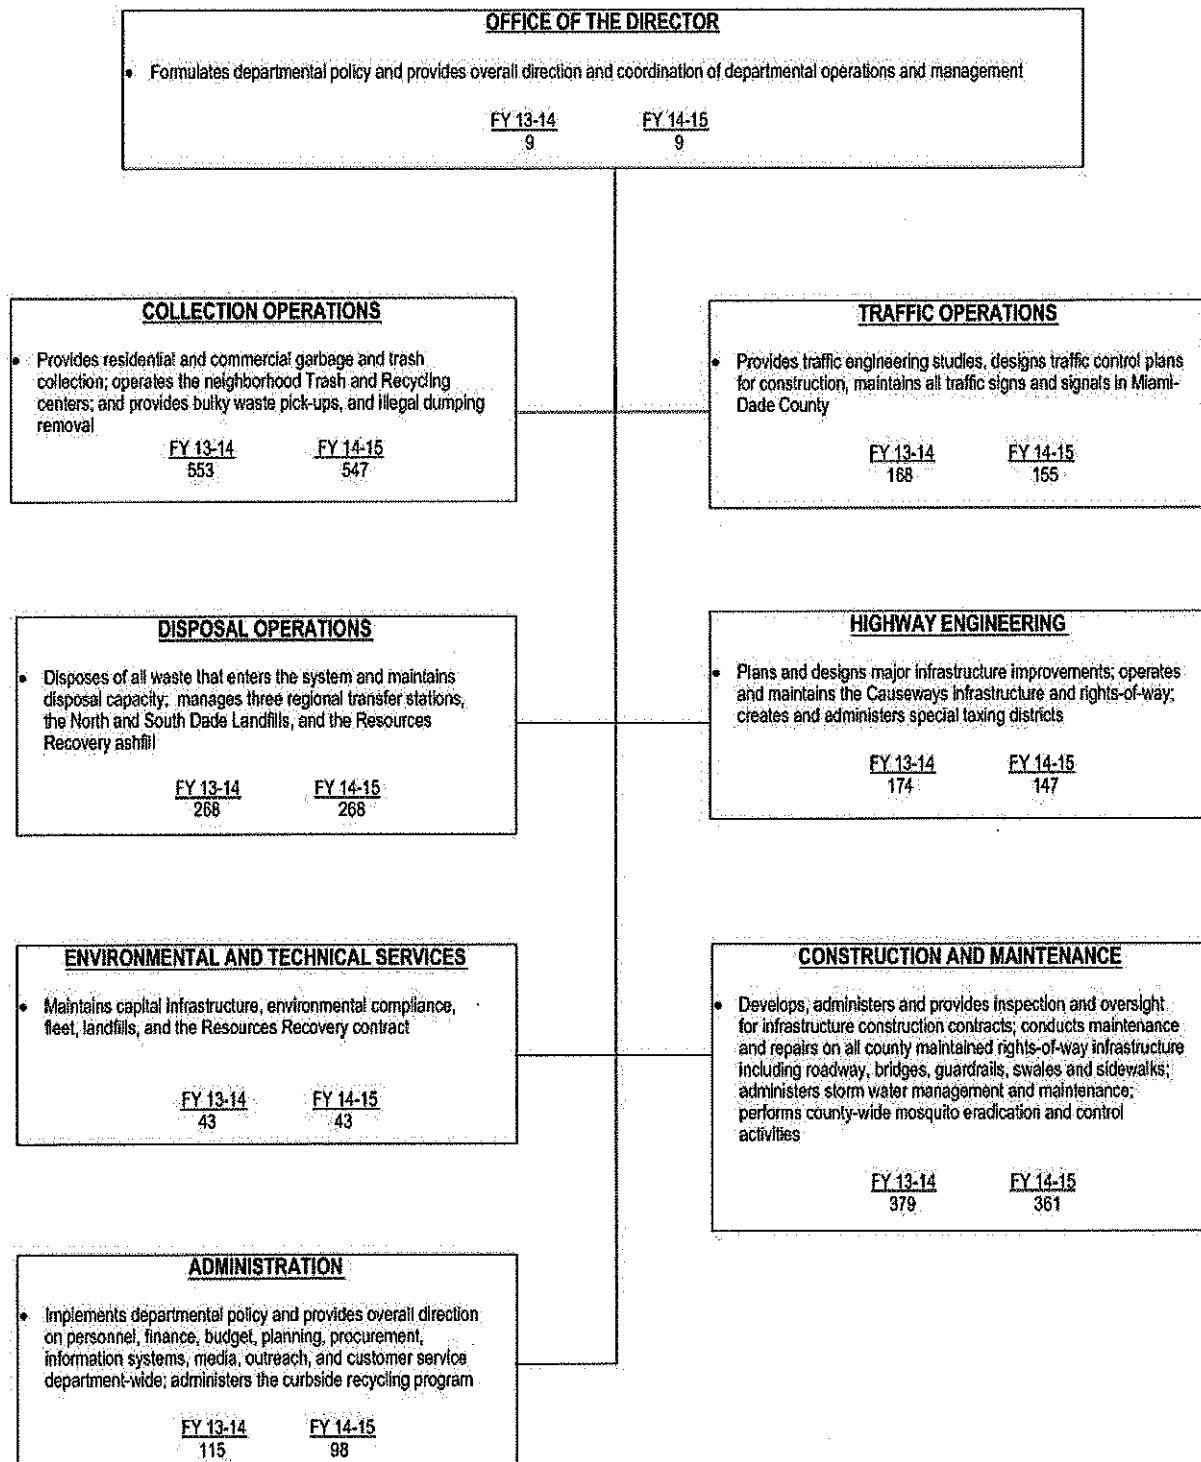 OFFICE OF THE DIRECTOR
• Formulates departmental policy and provides overall direction and coordination of departmental operations and management
FY 13-14 FY 14-15
9 9
COLLECTION OPERATIONS
• Provides residential and commercial garbage and trash
collection; operates the neighborhood Trash and Recycling
centers; and provides bulky waste pick-ups, and illegal dumping
removal
FY 13-14 FY 14-15
553 547
TRAFFIC OPERATIONS
• Provides traffic engineering studies, designs traffic control plans
for construction, maintains all traffic signs and signals in Miami-
Dade County
FY 13-14 FY 14-15
168 155
DISPOSAL OPERATIONS
• Disposes of all waste that enters the system and maintains
disposal capacity; manages three regional transfer stations,
the North and South Dade Landfills, and the Resources
Recovery ashfill
FY 13-14 FY 14-15
268 268
HIGHWAY ENGINEERING
• Plans and designs major infrastructure improvements; operates
and maintains the Causeways infrastructure and rights-of-way;
creates and administers special taxing districts
FY 13-14 FY 14-15
174 147
ENVIRONMENTAL AND TECHNICAL SERVICES
• Maintains capital infrastructure, environmental compliance,
fleet, landfills, and the Resources Recovery contract
FY 13-14 FY 14-15
43 43
CONSTRUCTION AND MAINTENANCE
• Develops, administers and provides inspection and oversight
for infrastructure construction contracts; conducts maintenance
and repairs on all county maintained rights-of-way infrastructure
including roadway, bridges, guardrails, swales and sidewalks;
administers storm water management and maintenance;
performs county-wide mosquito eradication and control
activities
FY 13-14 FY 14-15
379 361
ADMINISTRATION
• Implements departmental policy and provides overall direction
on personnel, finance, budget, planning, procurement,
information systems, media, outreach, and customer service
department-wide; administers the curbside recycling program
FY 13-14 FY 14-15
115 98